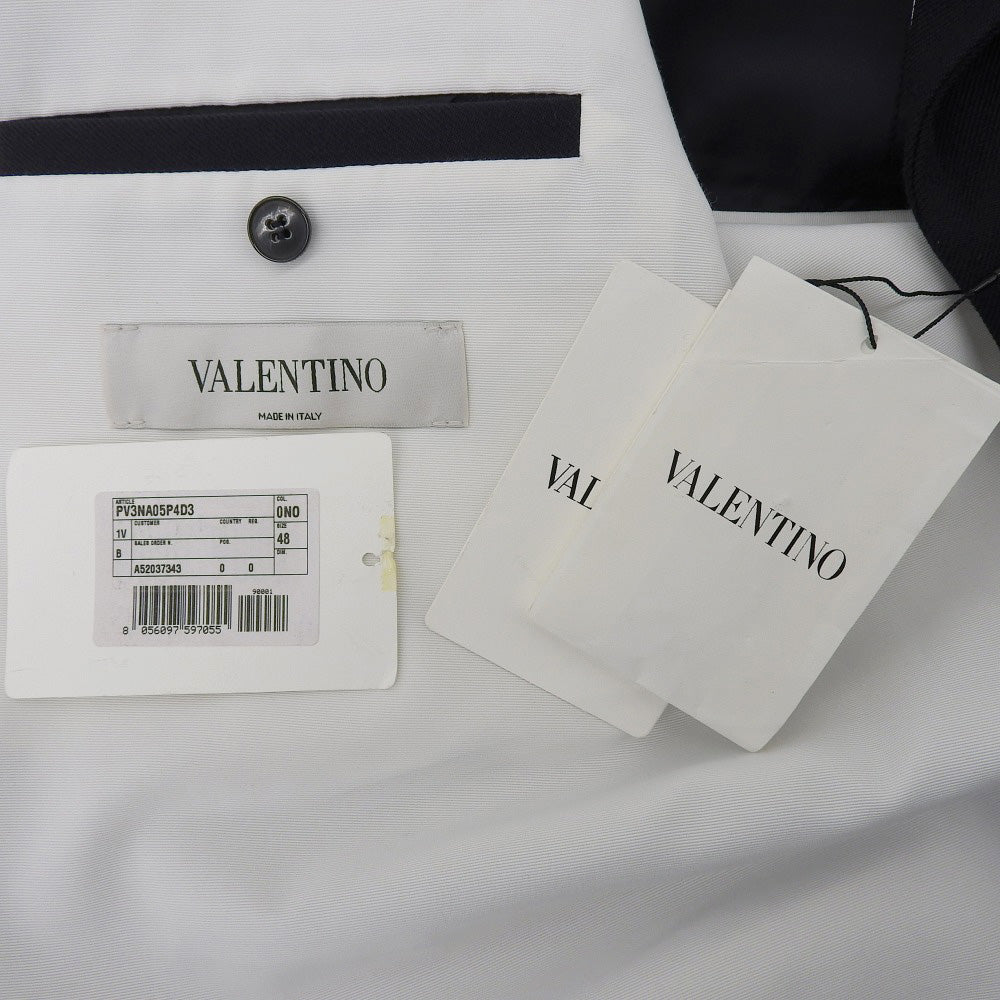 VALENTINO
MADE IN ITALY
ARTICLE
PV3NA05P4D3
COL.
0NO
1V
CUSTOMER
COUNTRY REG.
SIZE
48
B
SALES ORDER N.
POS.
DIM.
A52037343 0 0
90001
8 056097 597055
VAL
VALENTINO